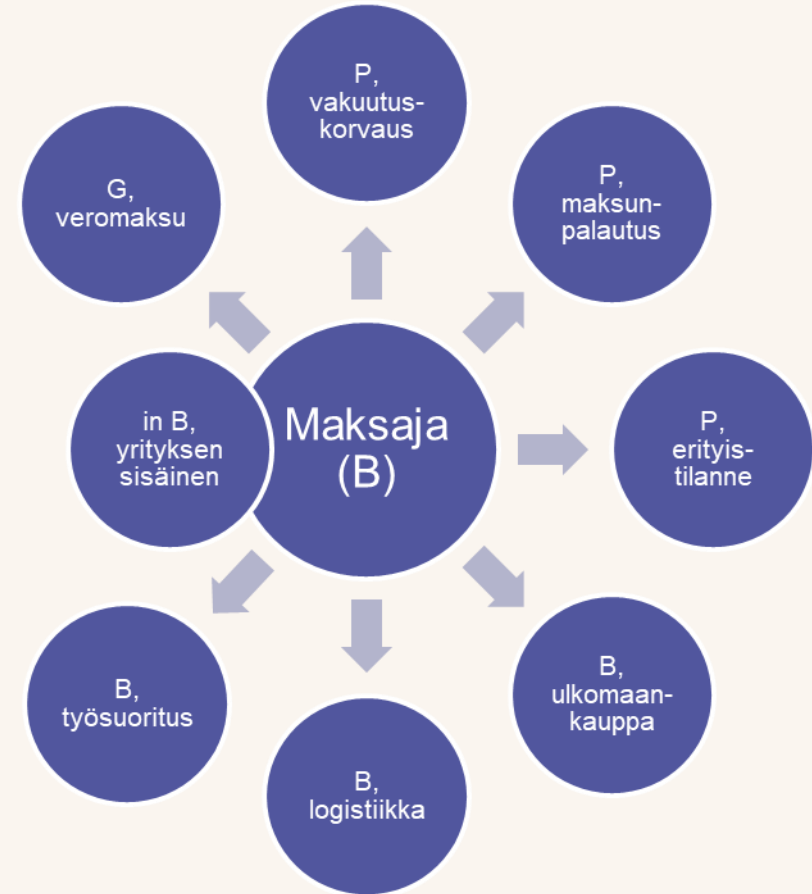 P,
vakuutus-
korvaus
G,
veromaksu
P,
maksun-
palautus
in B,
yrityksen
sisäinen
Maksaja
(B)
P,
erityis-
tilanne
B,
työsuoritus
B,
ulkomaan-
kauppa
B,
logistiikka